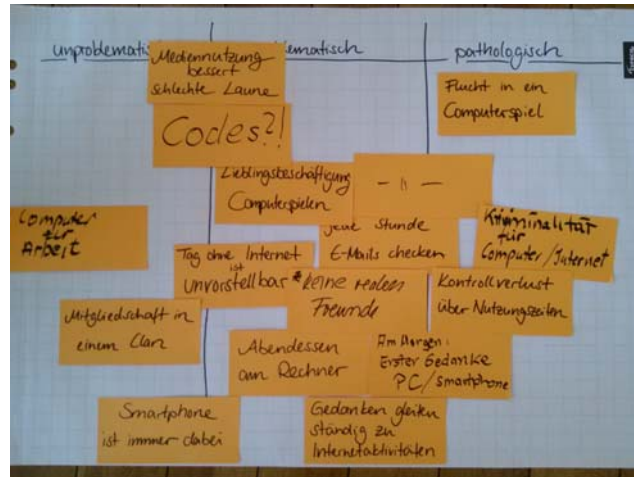 unproblematis
lematisch
pathologisch
Mediennutzung
bessert
schlechte Laune
Flucht in ein
Computerspiel
Codes?!
Lieblingsbeschäftigung
Computerspielen
– " –
Computer
für
Arbeit
jede Stunde
E-Mails checken
Kriminalität
für
Computer/Internet
Tag ohne Internet
ist
unvorstellbar *
keine realen
Freunde
Kontrollverlust
über Nutzungszeiten
Mitgliedschaft in
einem Clan
Abendessen
am Rechner
Am Morgen:
Erster Gedanke
PC/Smartphone
Smartphone
ist immer dabei
Gedanken gleiten
ständig zu
Internetaktivitäten